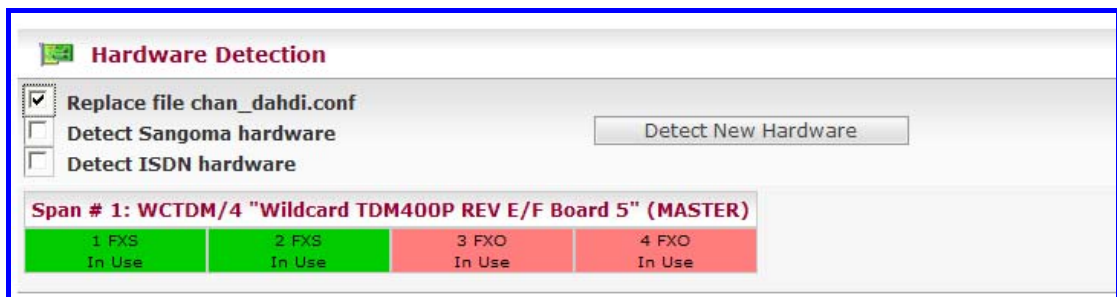 Hardware Detection
Replace file chan_dahdi.conf
Detect Sangoma hardware
Detect New Hardware
Detect ISDN hardware
Span # 1: WCTDM/4 "Wildcard TDM400P REV E/F Board 5" (MASTER)
1 FXS 2 FXS 3 FXO 4 FXO
In Use In Use In Use In Use